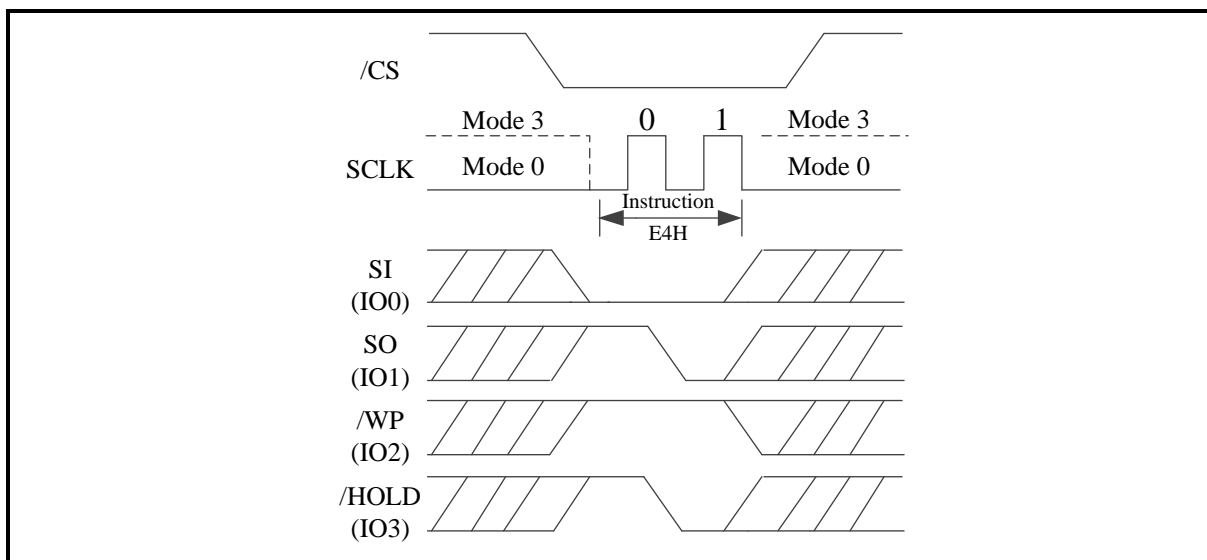 /CS
Mode 3 0 1 Mode 3
SCLK Mode 0 Mode 0
Instruction
E4H
SI
(IO0)
SO
(IO1)
/WP
(IO2)
/HOLD
(IO3)